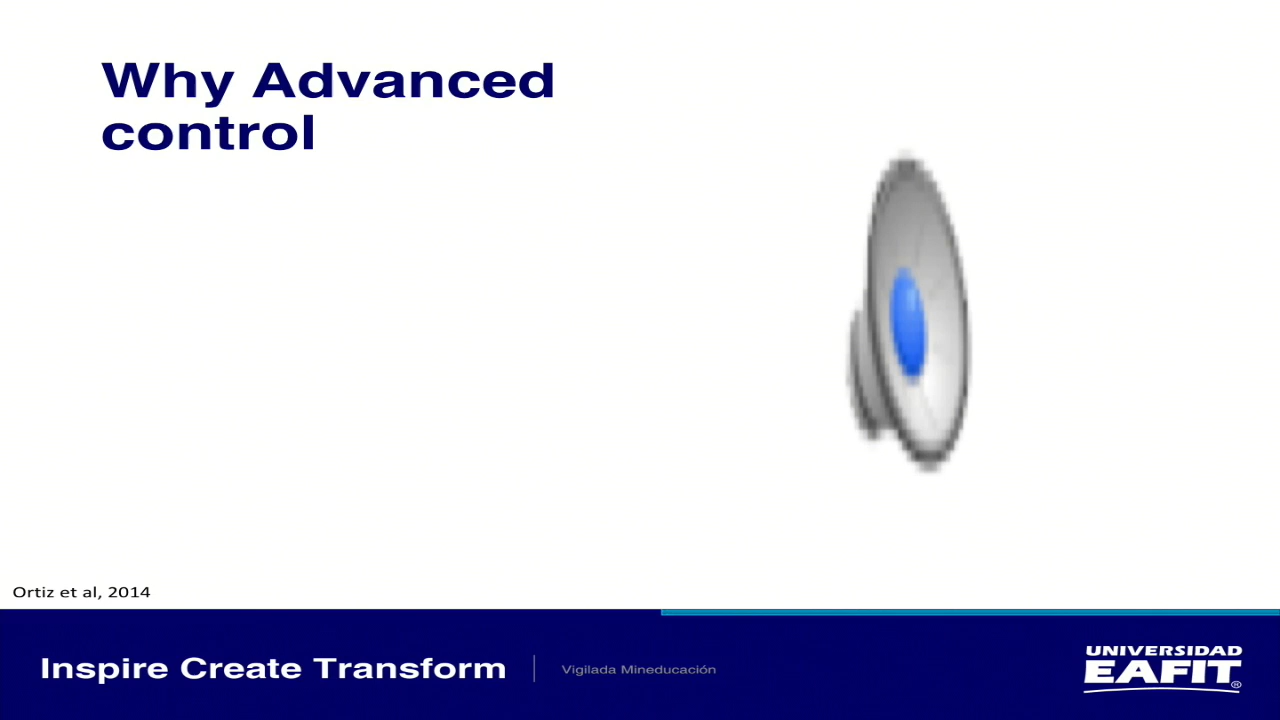 Why Advanced
control
Ortiz et al, 2014
Inspire Create Transform
Vigilada Mineducación
UNIVERSIDAD
EAFIT®